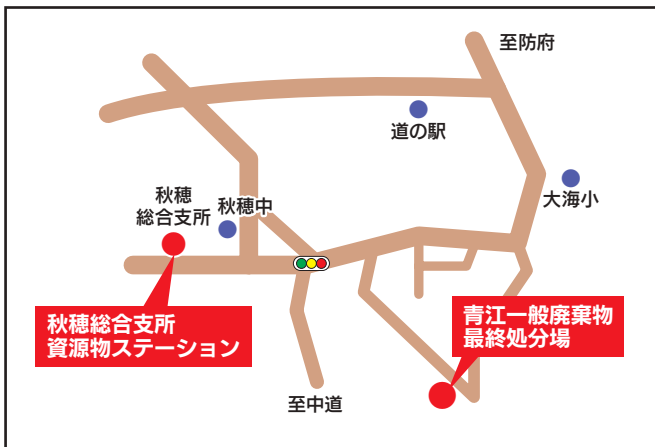 至防府
道の駅
大海小
秋穂
総合支所
秋穂中
秋穂総合支所
資源物ステーション
青江一般廃棄物
最終処分場
至中道